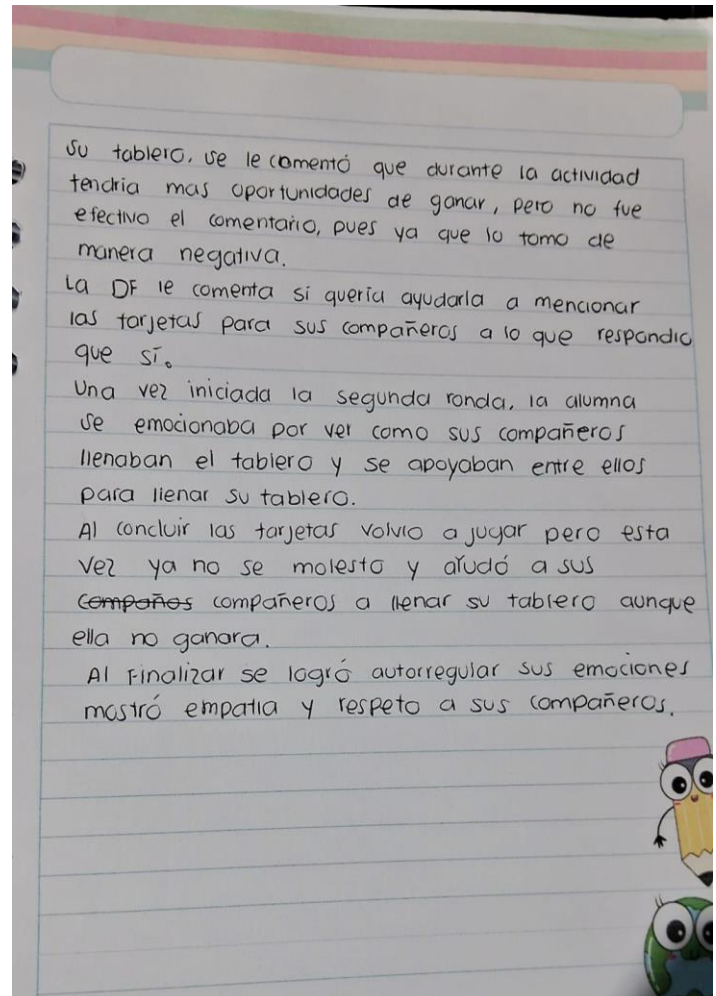 su tablero, se le comentó que durante la actividad
tendria mas oportunidades de ganar, pero no fue
efectivo el comentario, pues ya que lo tomo de
manera negativa.
La DF le comenta si quería ayudarla a mencionar
las tarjetas para sus compañeros a lo que respondio
que sí.
Una vez iniciada la segunda ronda, la alumna
se emocionaba por ver como sus compañeros
llenaban el tablero y se apoyaban entre ellos
para llenar su tablero.
Al concluir las tarjetas volvio a jugar pero esta
vez ya no se molesto y ayudó a sus
compaños compañeros a llenar su tablero aunque
ella no ganara.
Al Finalizar se logró autorregular sus emociones
mostró empatia y respeto a sus compañeros.